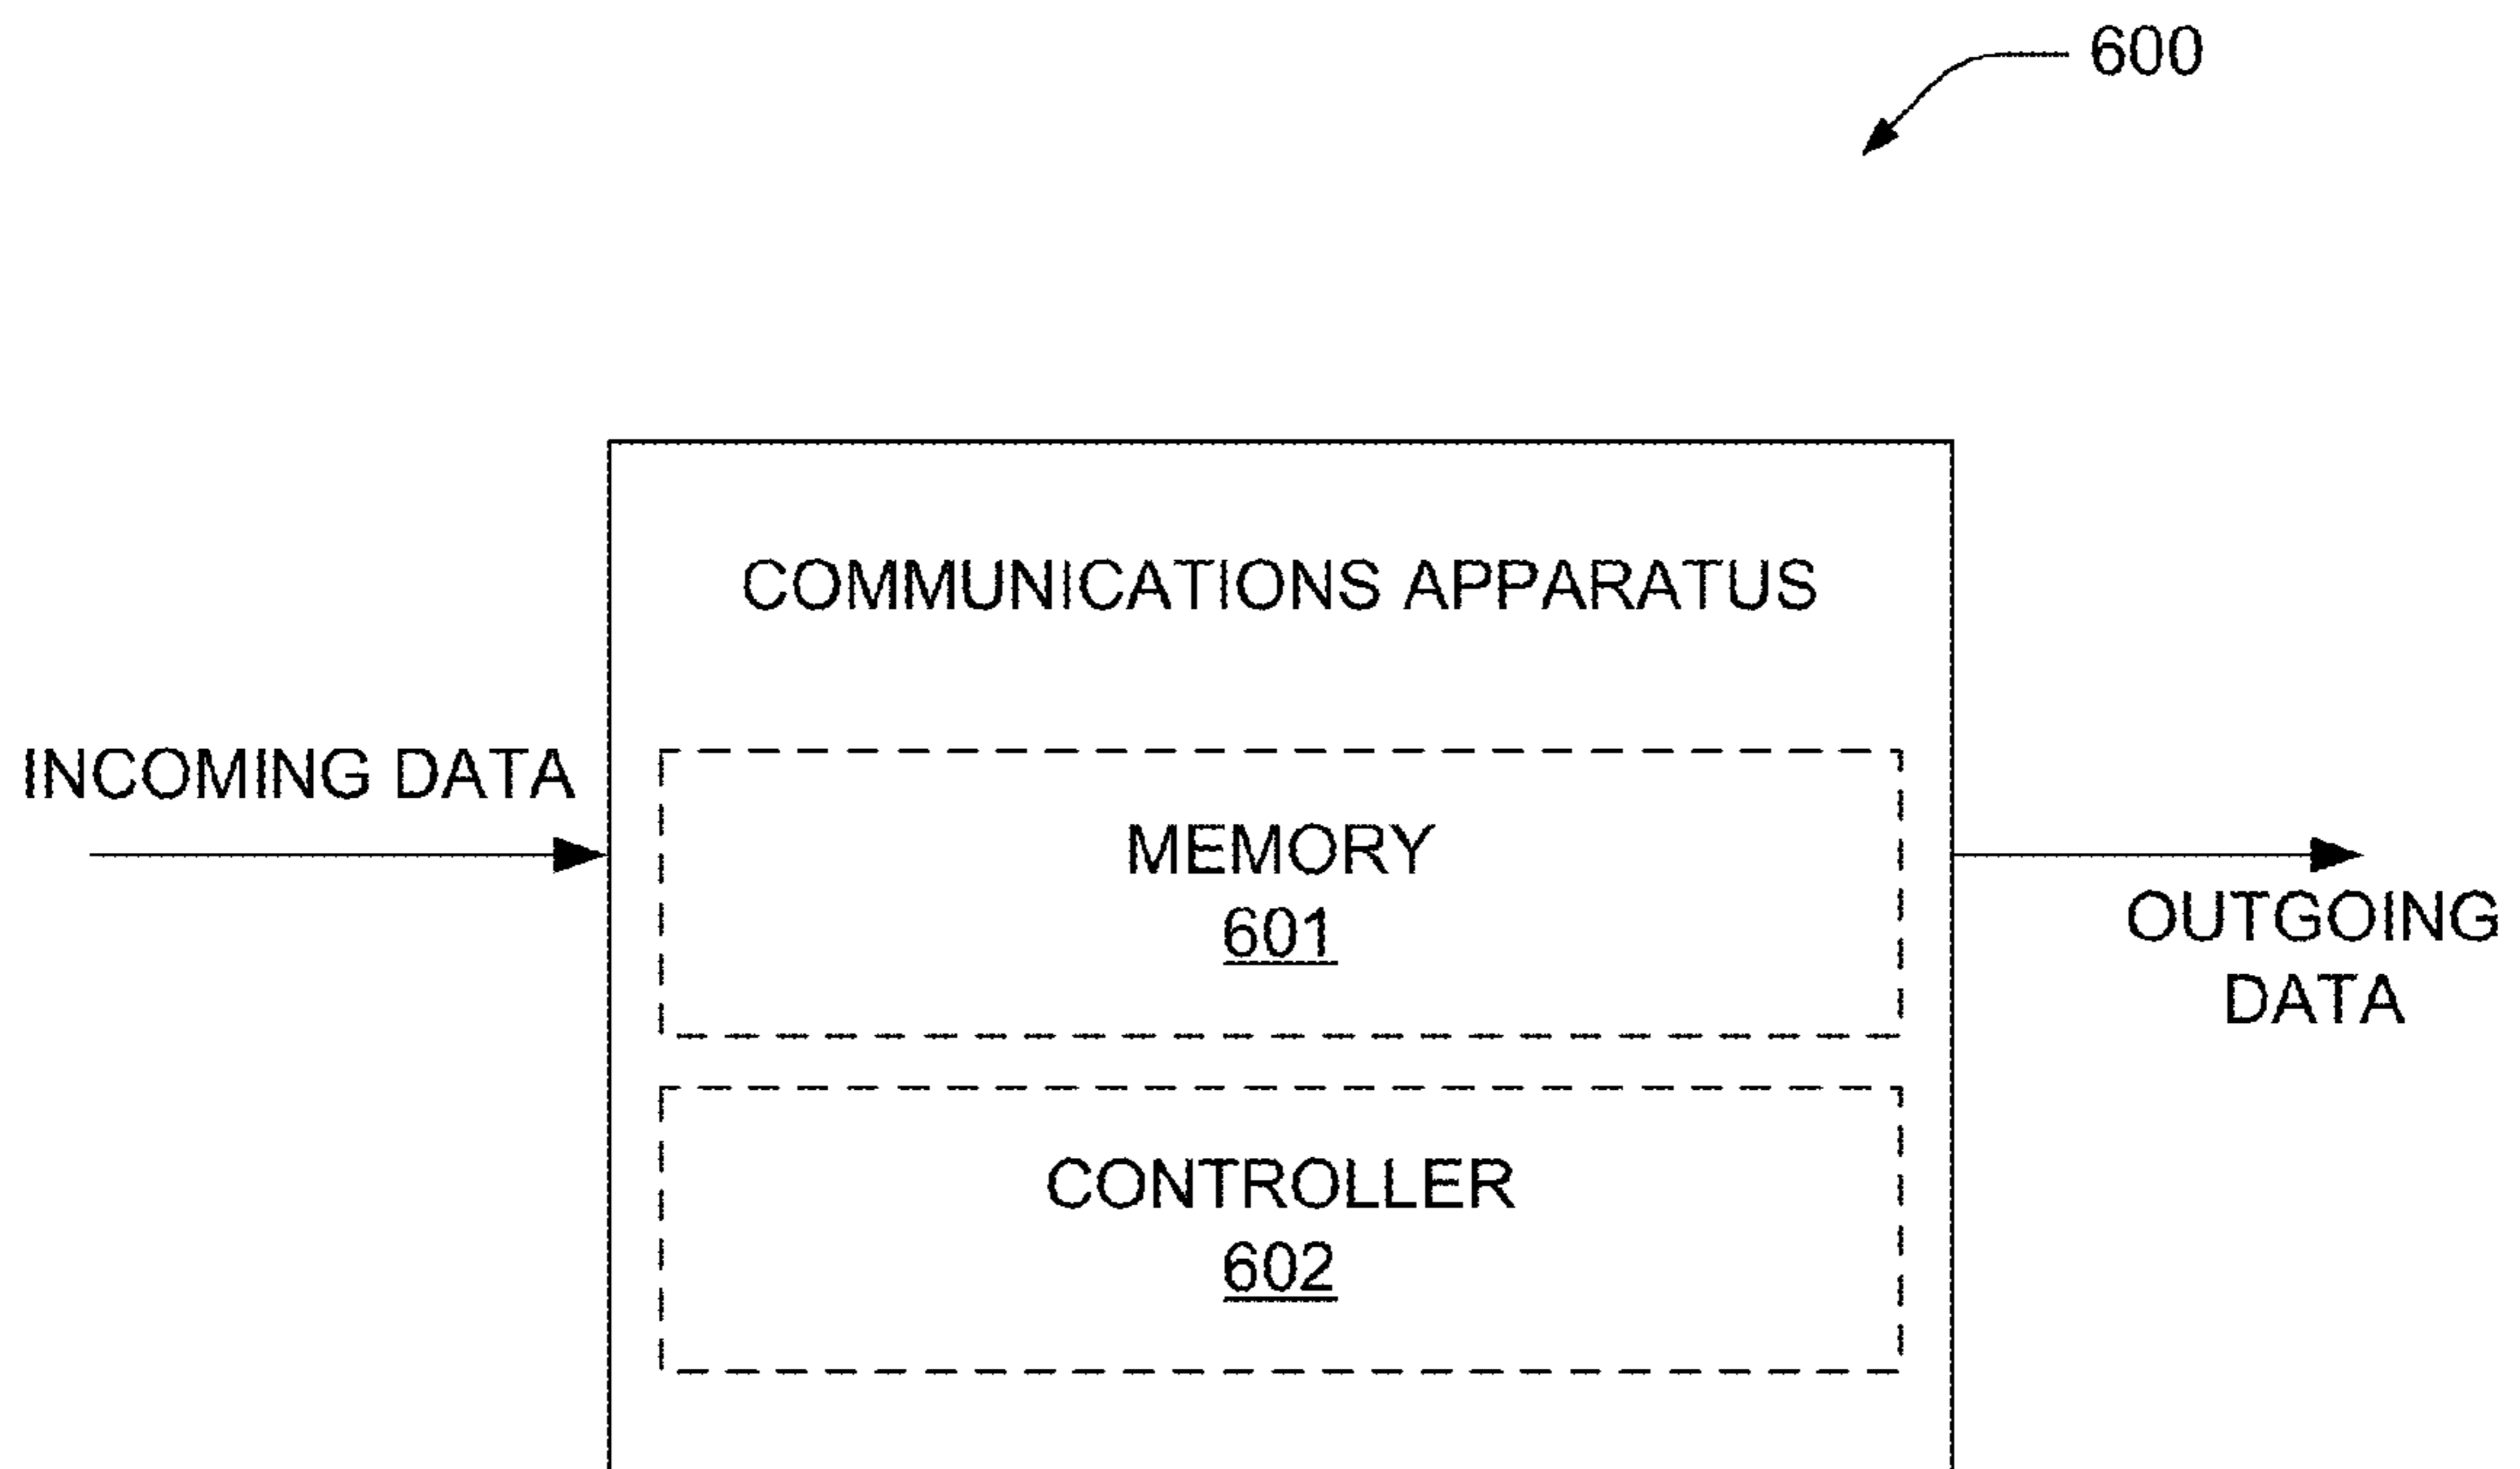 600
COMMUNICATIONS APPARATUS
INCOMING DATA
MEMORY
601
OUTGOING
DATA
CONTROLLER
602